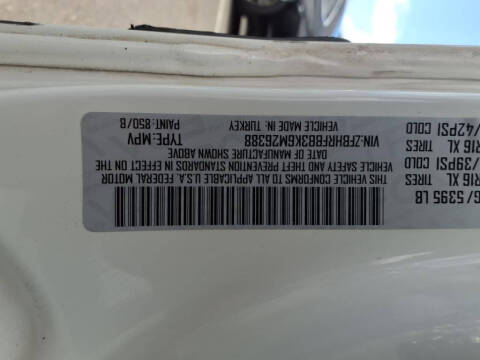 G/ 5395 LB
R16 XL TIRES
/39PSI COLD
R16 XL TIRES
/42PSI COLD
THIS VEHICLE CONFORMS TO ALL APPLICABLE U.S.A. FEDERAL MOTOR
VEHICLE SAFETY AND THEFT PREVENTION STANDARDS IN EFFECT ON THE
DATE OF MANUFACTURE SHOWN ABOVE
VIN:ZFBHRFBB3K6M26388 TYPE:MPV
VEHICLE MADE IN: TURKEY PAINT:850/B